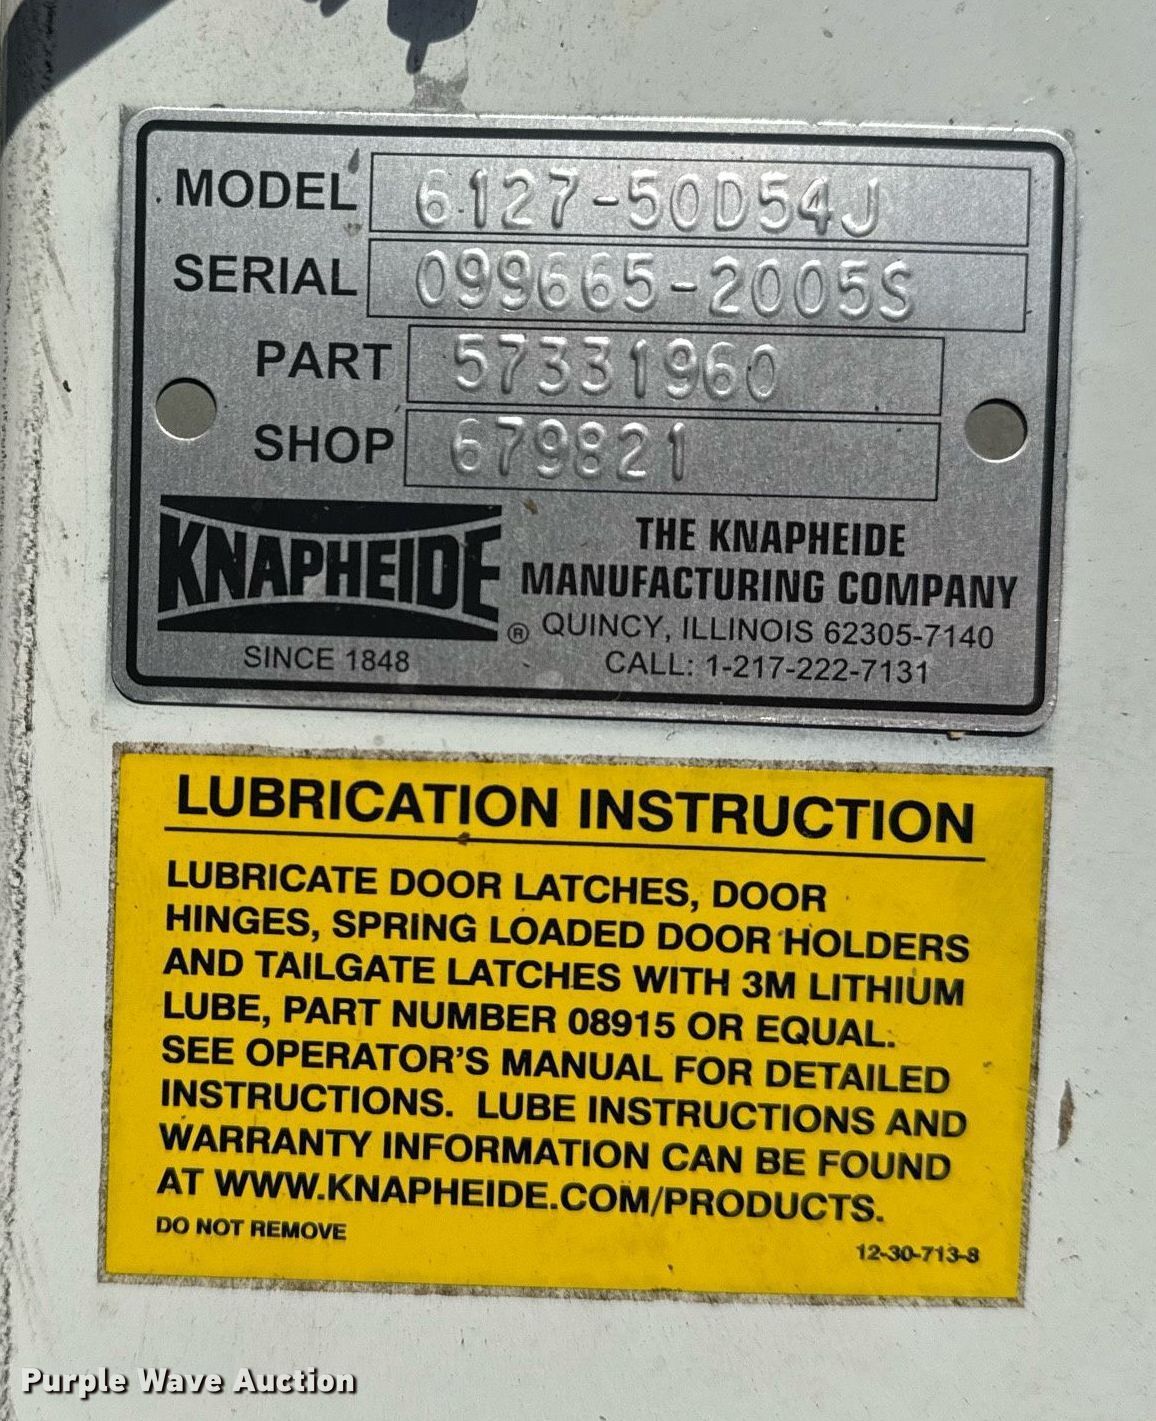 MODEL 6127-50D54J
SERIAL 099665-2005S
PART 57331960
SHOP 679821
KNAPHEIDE ®
SINCE 1848
THE KNAPHEIDE
MANUFACTURING COMPANY
QUINCY, ILLINOIS 62305-7140
CALL: 1-217-222-7131
LUBRICATION INSTRUCTION
LUBRICATE DOOR LATCHES, DOOR
HINGES, SPRING LOADED DOOR HOLDERS
AND TAILGATE LATCHES WITH 3M LITHIUM
LUBE, PART NUMBER 08915 OR EQUAL.
SEE OPERATOR'S MANUAL FOR DETAILED
INSTRUCTIONS. LUBE INSTRUCTIONS AND
WARRANTY INFORMATION CAN BE FOUND
AT WWW.KNAPHEIDE.COM/PRODUCTS.
DO NOT REMOVE
12-30-713-8
Purple Wave Auction